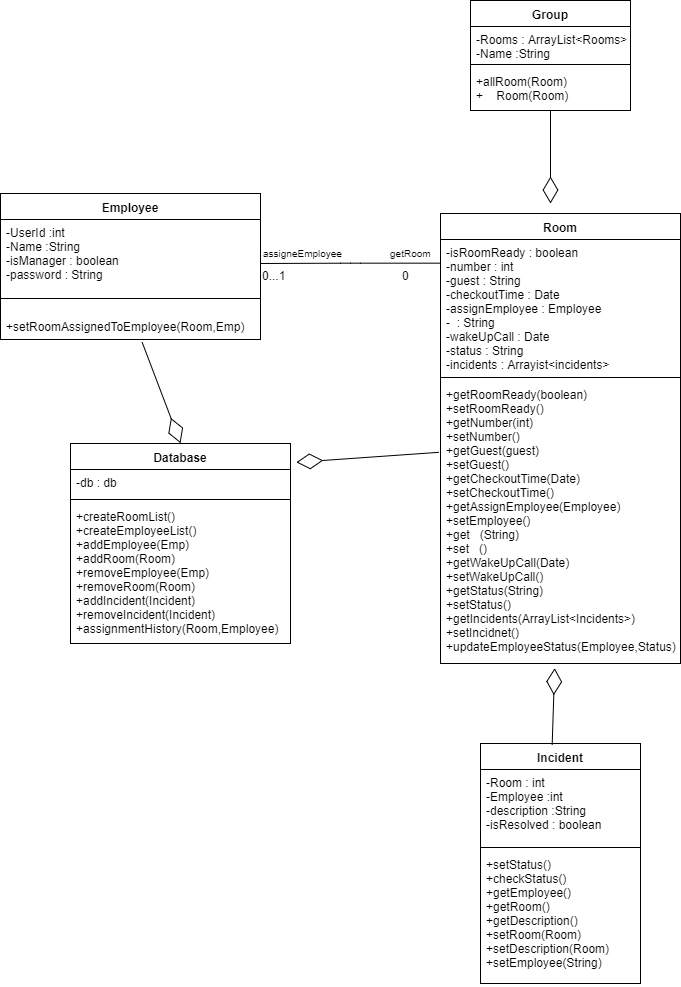 Group
-Rooms : ArrayList<Rooms>
-Name :String
+allRoom(Room)
+ Room(Room)
Employee
-UserId :int
-Name :String
-isManager : boolean
-password : String
+setRoomAssignedToEmployee(Room,Emp)
assigneEmployee
getRoom
0...1
0
Room
-isRoomReady : boolean
-number : int
-guest : String
-checkoutTime : Date
-assignEmployee : Employee
- : String
-wakeUpCall : Date
-status : String
-incidents : Arrayist<incidents>
+getRoomReady(boolean)
+setRoomReady()
+getNumber(int)
+setNumber()
+getGuest(guest)
+setGuest()
+getCheckoutTime(Date)
+setCheckoutTime()
+getAssignEmployee(Employee)
+setEmployee()
+get (String)
+set ()
+getWakeUpCall(Date)
+setWakeUpCall()
+getStatus(String)
+setStatus()
+getIncidents(ArrayList<Incidents>)
+setIncidnet()
+updateEmployeeStatus(Employee,Status)
Database
-db : db
+createRoomList()
+createEmployeeList()
+addEmployee(Emp)
+addRoom(Room)
+removeEmployee(Emp)
+removeRoom(Room)
+addIncident(Incident)
+removeIncident(Incident)
+assignmentHistory(Room,Employee)
Incident
-Room : int
-Employee :int
-description :String
-isResolved : boolean
+setStatus()
+checkStatus()
+getEmployee()
+getRoom()
+getDescription()
+setRoom(Room)
+setDescription(Room)
+setEmployee(String)